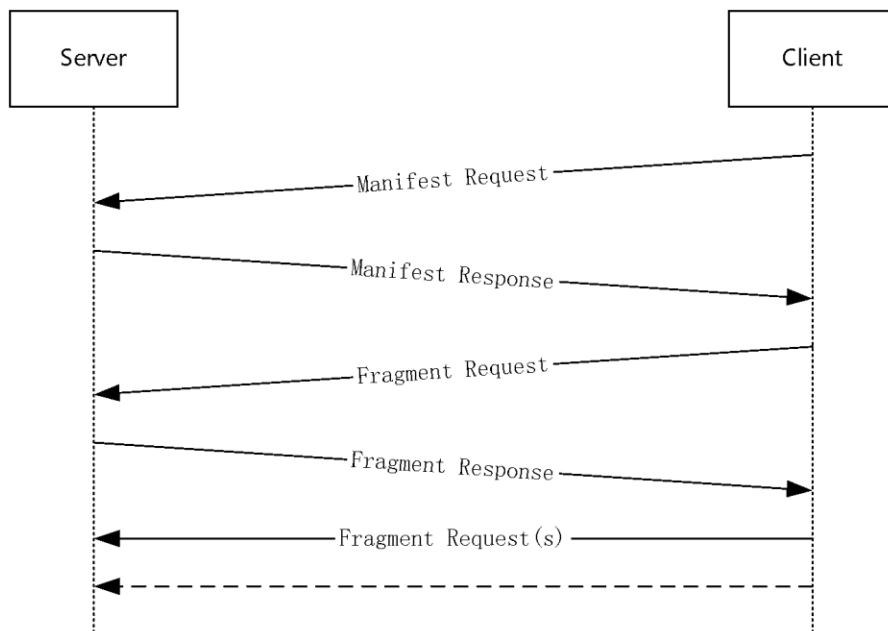 Server
Client
Manifest Request
Manifest Response
Fragment Request
Fragment Response
Fragment Request(s)